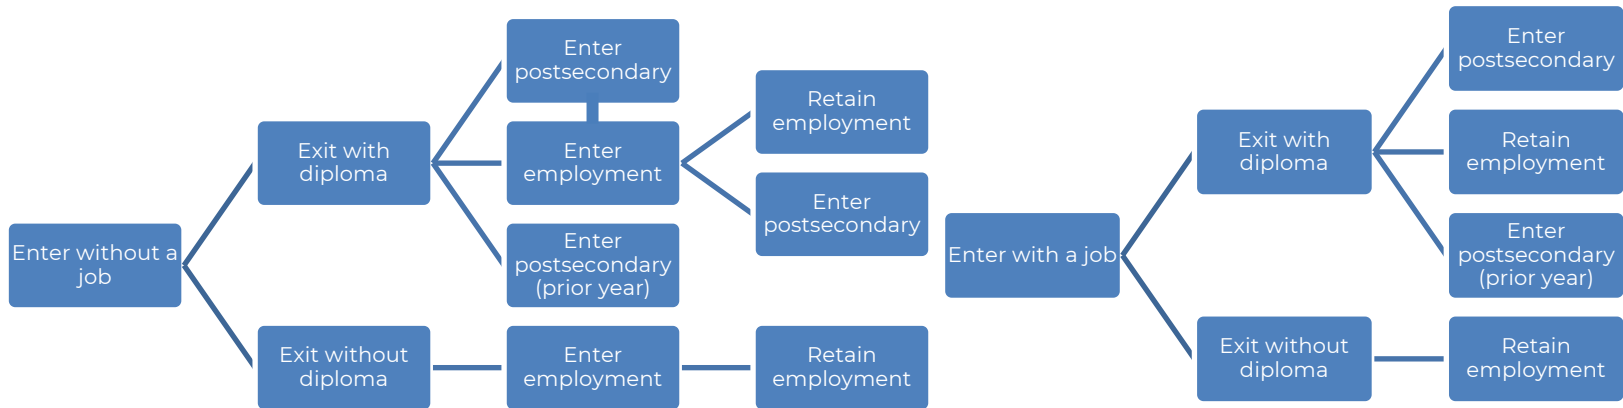 Enter without a
job
Exit with
diploma
Enter
postsecondary
Enter
employment
Retain
employment
Enter
postsecondary
Enter
postsecondary
(prior year)
Exit without
diploma
Enter
employment
Retain
employment
Enter with a job
Exit with
diploma
Enter
postsecondary
Retain
employment
Enter
postsecondary
(prior year)
Exit without
diploma
Retain
employment